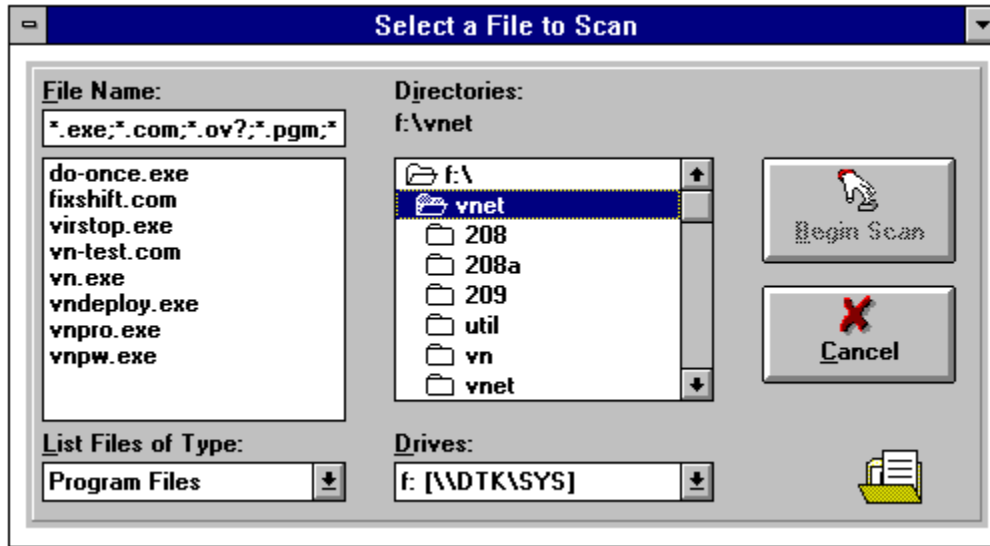 Select a File to Scan
File Name:
*.exe;*.com;*.ov?;*.pgm;*
do-once.exe
fixshift.com
virstop.exe
vn-test.com
vn.exe
vndeploy.exe
vnpro.exe
vnpw.exe
List Files of Type:
Program Files
Directories:
f:\vnet
f:\
vnet
208
208a
209
util
vn
vnet
Drives:
f: [\\DTK\SYS]
Begin Scan
Cancel